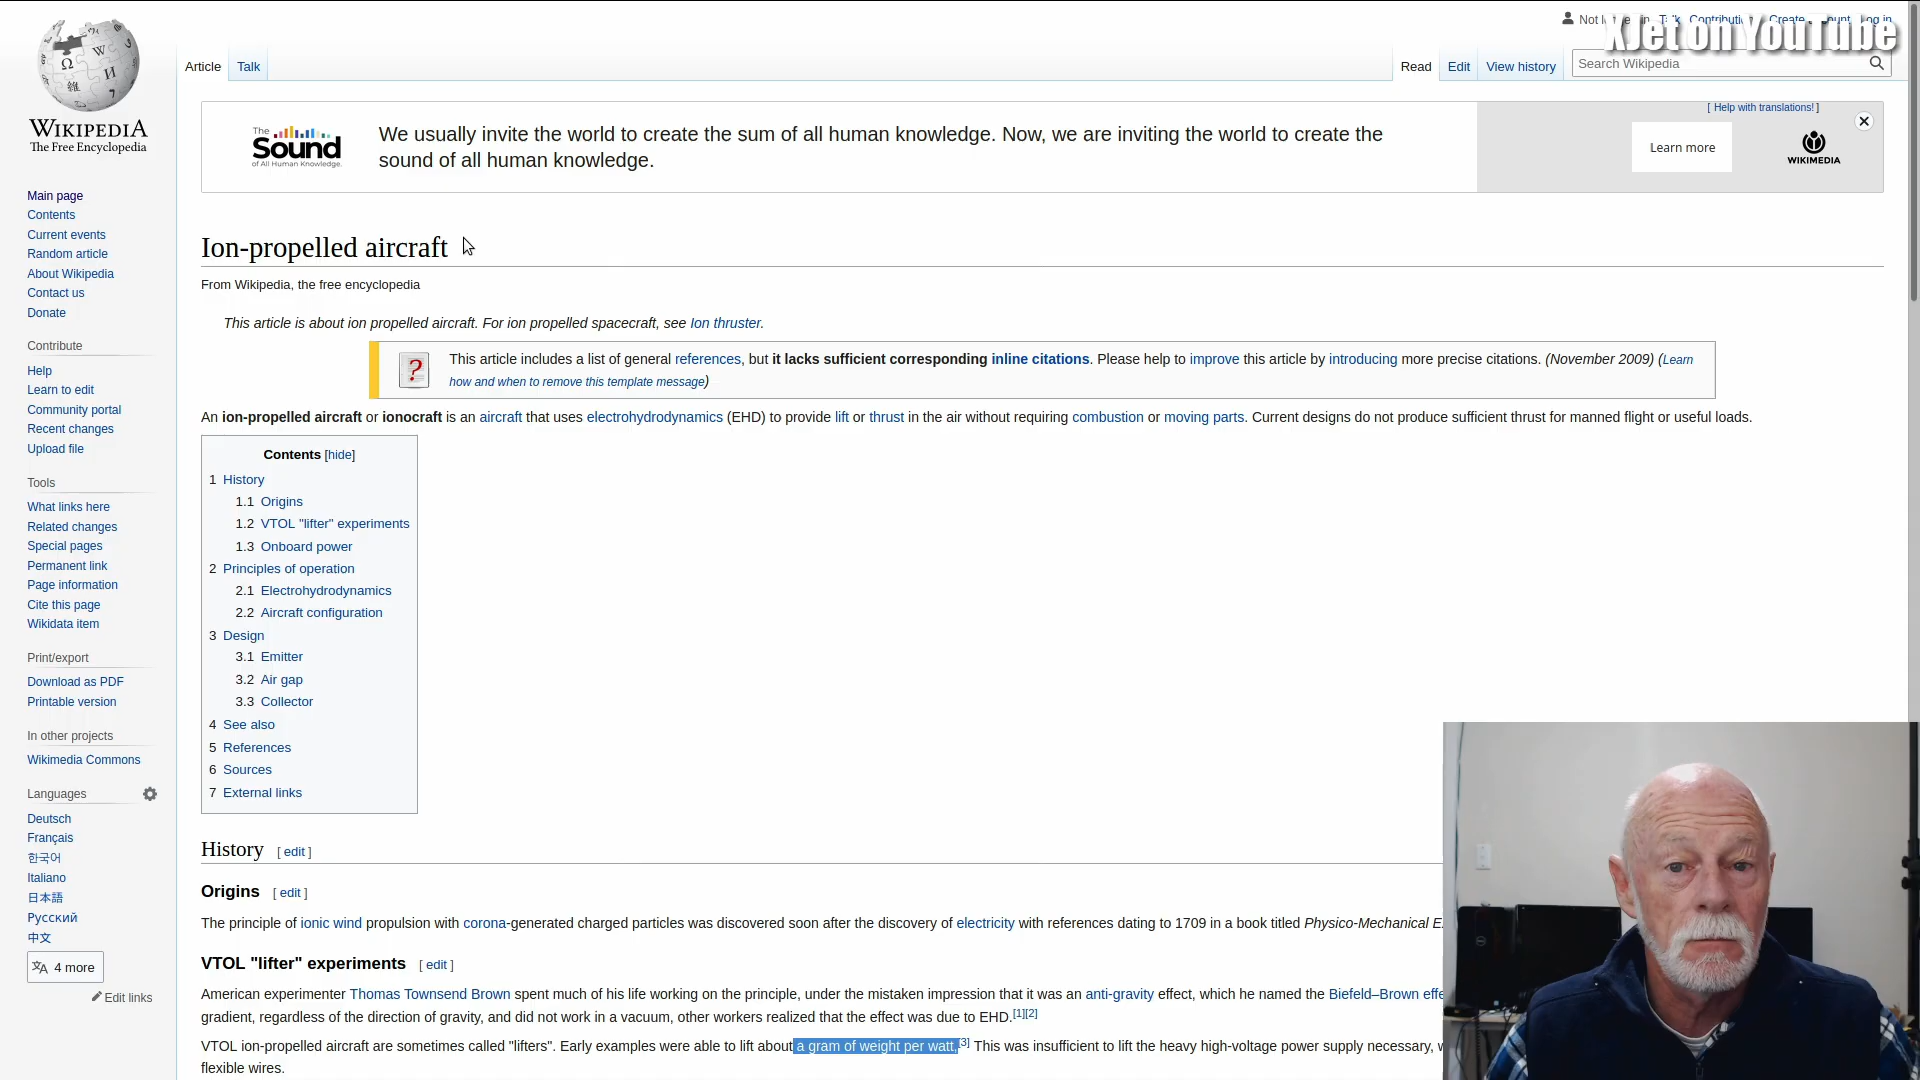 XJet on YouTube
Article
Talk
Read
Edit
View history
Search Wikipedia
WIKIPEDIA
The Free Encyclopedia
Main page
Contents
Current events
Random article
About Wikipedia
Contact us
Donate
Contribute
Help
Learn to edit
Community portal
Recent changes
Upload file
Tools
What links here
Related changes
Special pages
Permanent link
Page information
Cite this page
Wikidata item
Print/export
Download as PDF
Printable version
In other projects
Wikimedia Commons
Languages
Deutsch
Français
한국어
Italiano
日本語
Русский
中文
4 more
Edit links
[ Help with translations! ]
The Sound of All Human Knowledge.
We usually invite the world to create the sum of all human knowledge. Now, we are inviting the world to create the
sound of all human knowledge.
Learn more
WIKIMEDIA
Ion-propelled aircraft
From Wikipedia, the free encyclopedia
This article is about ion propelled aircraft. For ion propelled spacecraft, see Ion thruster.
This article includes a list of general references, but it lacks sufficient corresponding inline citations. Please help to improve this article by introducing more precise citations. (November 2009) (Learn
how and when to remove this template message)
An ion-propelled aircraft or ionocraft is an aircraft that uses electrohydrodynamics (EHD) to provide lift or thrust in the air without requiring combustion or moving parts. Current designs do not produce sufficient thrust for manned flight or useful loads.
Contents [hide]
1 History
1.1 Origins
1.2 VTOL "lifter" experiments
1.3 Onboard power
2 Principles of operation
2.1 Electrohydrodynamics
2.2 Aircraft configuration
3 Design
3.1 Emitter
3.2 Air gap
3.3 Collector
4 See also
5 References
6 Sources
7 External links
History [ edit ]
Origins [ edit ]
The principle of ionic wind propulsion with corona-generated charged particles was discovered soon after the discovery of electricity with references dating to 1709 in a book titled Physico-Mechanical E
VTOL "lifter" experiments [ edit ]
American experimenter Thomas Townsend Brown spent much of his life working on the principle, under the mistaken impression that it was an anti-gravity effect, which he named the Biefeld–Brown effe
gradient, regardless of the direction of gravity, and did not work in a vacuum, other workers realized that the effect was due to EHD.[1][2]
VTOL ion-propelled aircraft are sometimes called "lifters". Early examples were able to lift about a gram of weight per watt,[3] This was insufficient to lift the heavy high-voltage power supply necessary, w
flexible wires.